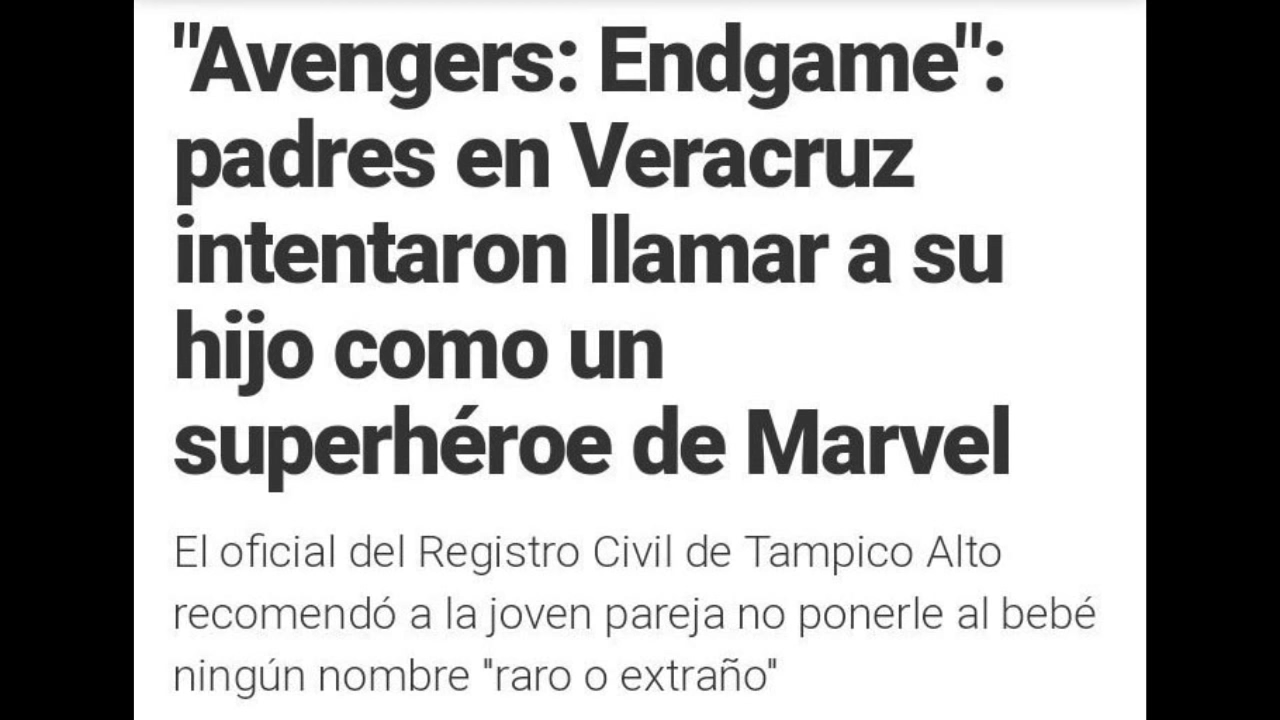 "Avengers: Endgame":
padres en Veracruz
intentaron llamar a su
hijo como un
superhéroe de Marvel
El oficial del Registro Civil de Tampico Alto
recomendó a la joven pareja no ponerle al bebé
ningún nombre "raro o extraño"